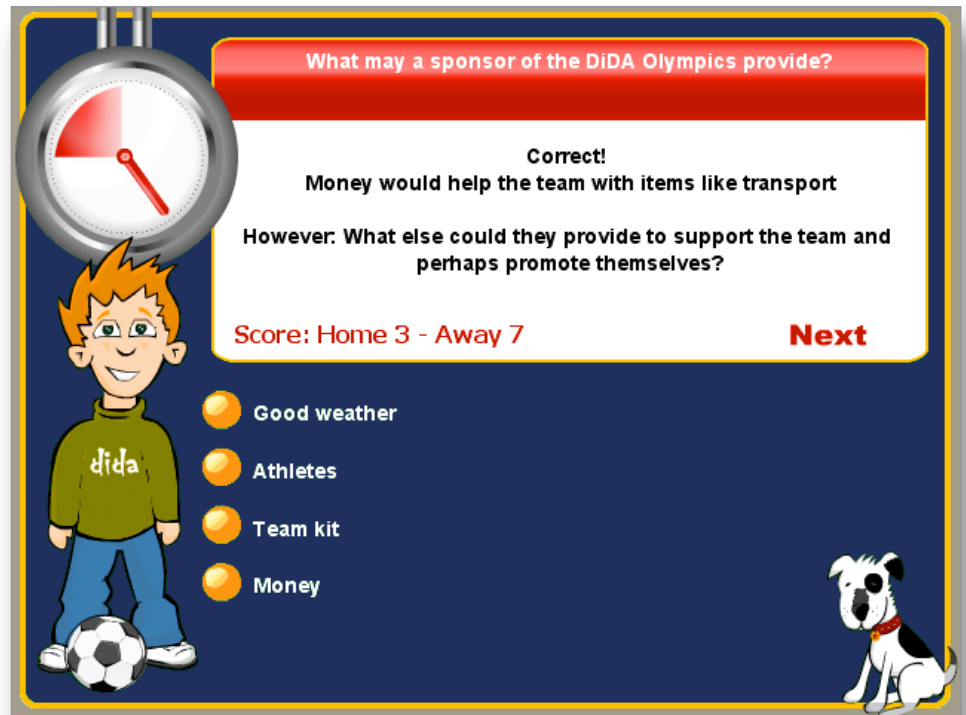 What may a sponsor of the DiDA Olympics provide?
Correct!
Money would help the team with items like transport
However: What else could they provide to support the team and
perhaps promote themselves?
Score: Home 3 - Away 7
Next
Good weather
Athletes
Team kit
Money
dida